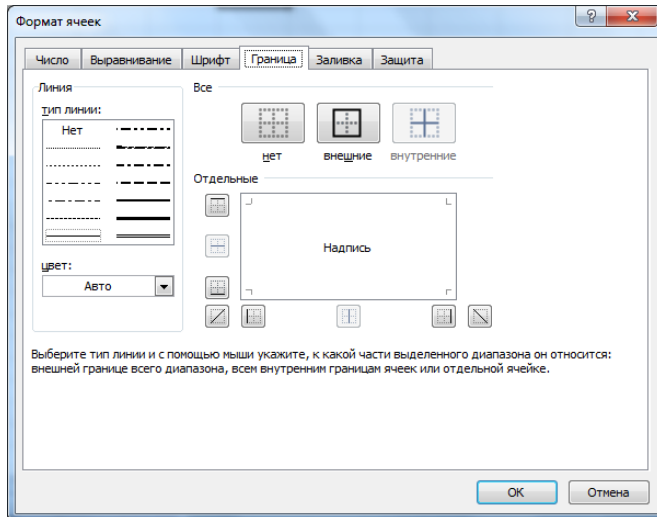 Формат ячеек
Число Выравнивание Шрифт Граница Заливка Защита
Линия
тип линии:
Нет
цвет:
Авто
Все
нет внешние внутренние
Отдельные
Надпись
Выберите тип линии и с помощью мыши укажите, к какой части выделенного диапазона он относится:
внешней границе всего диапазона, всем внутренним границам ячеек или отдельной ячейке.
ОК Отмена